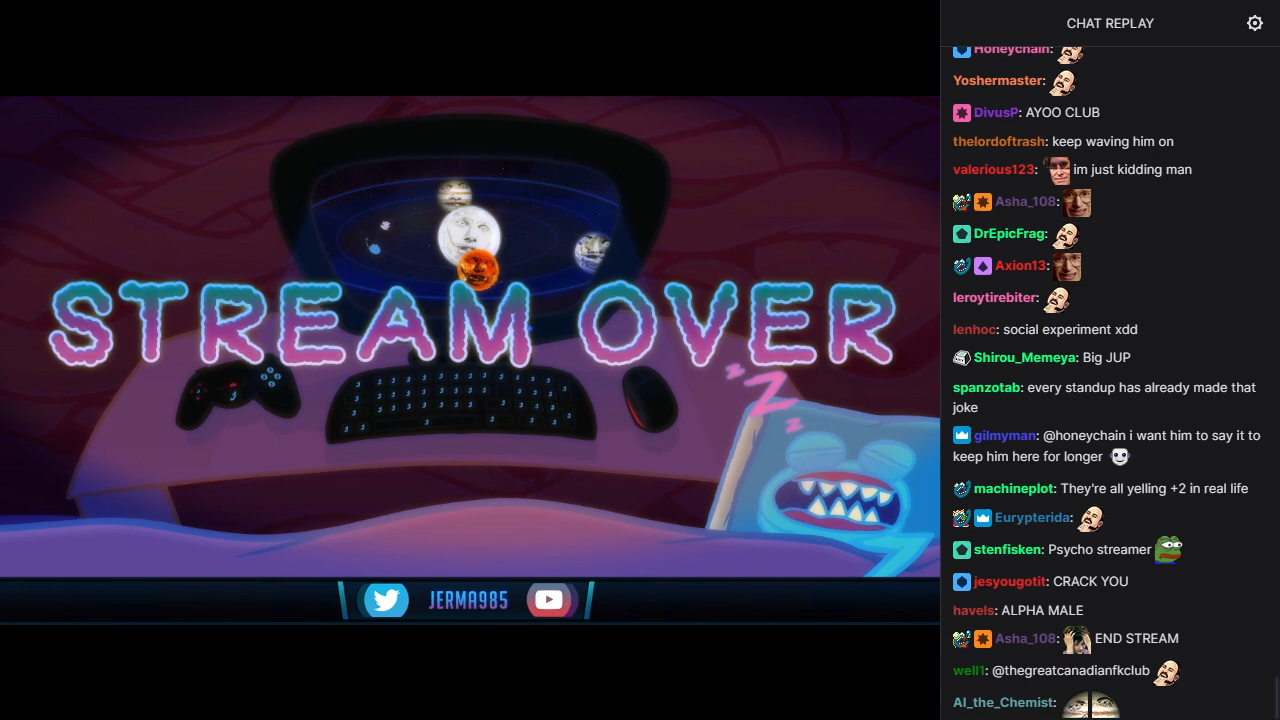 STREAM OVER
z
Z
z
JERMA985
CHAT REPLAY
Honeychain:
Yoshermaster:
DivusP: AYOO CLUB
thelordoftrash: keep waving him on
valerious123: im just kidding man
Asha_108:
DrEpicFrag:
Axion13:
leroytirebiter:
lenhoc: social experiment xdd
Shirou_Memeya: Big JUP
spanzotab: every standup has already made that
joke
gilmyman: @honeychain i want him to say it to
keep him here for longer
machineplot: They're all yelling +2 in real life
Eurypterida:
stenfisken: Psycho streamer
jesyougotit: CRACK YOU
havels: ALPHA MALE
Asha_108: END STREAM
well1: @thegreatcanadianfkclub
AI_the_Chemist: